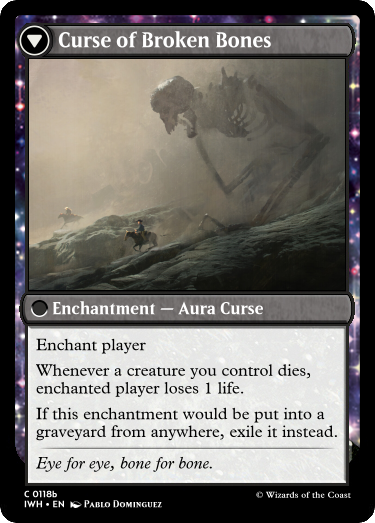 Curse of Broken Bones
Enchantment — Aura Curse
Enchant player
Whenever a creature you control dies,
enchanted player loses 1 life.
If this enchantment would be put into a
graveyard from anywhere, exile it instead.
Eye for eye, bone for bone.
C 0118b
IWH • EN Pablo Dominguez
© Wizards of the Coast